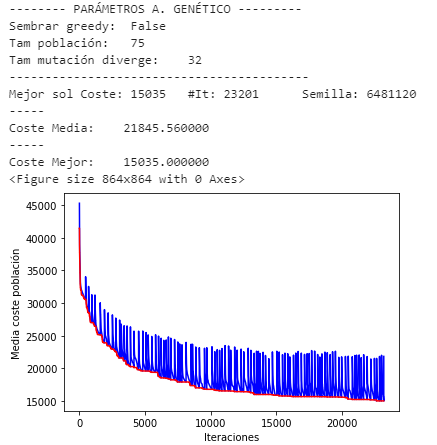 -------- PARÁMETROS A. GENÉTICO ---------
Sembrar greedy:  False
Tam población:   75
Tam mutación diverge:    32
---------------------------------------
Mejor sol Coste: 15035   #It: 23201      Semilla: 6481120
-----
Coste Media:    21845.560000
-----
Coste Mejor:    15035.000000
<Figure size 864x864 with 0 Axes>
45000
40000
35000
30000
25000
20000
15000
Media coste población
0 5000 10000 15000 20000
Iteraciones